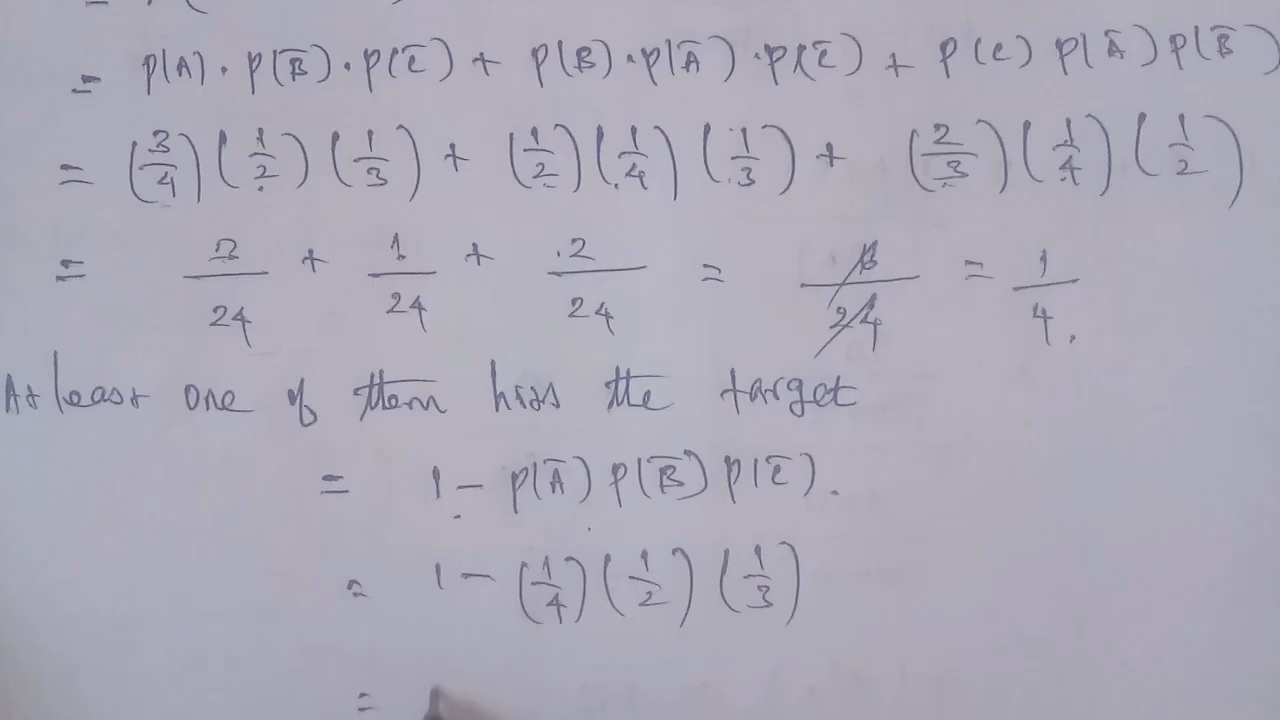 = p(A) · p(B̅) · p(C̅) + p(B) · p(A̅) · p(C̅) + p(C) p(A̅) p(B̅)
= (3/4) (1/2) (1/3) + (1/2) (1/4) (1/3) + (2/3) (1/4) (1/2)
= 3/24 + 1/24 + 2/24 = 6/24 = 1/4.
At least one of them hits the target
= 1 - p(A̅) p(B̅) p(C̅).
= 1 - (1/4) (1/2) (1/3)
=